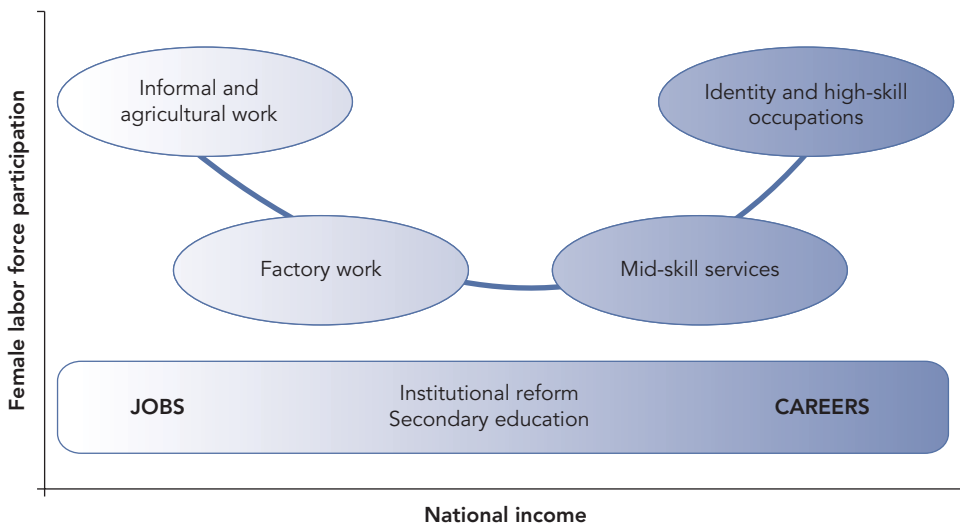 Female labor force participation
Informal and
agricultural work
Identity and high-skill
occupations
Factory work
Mid-skill services
JOBS
Institutional reform
Secondary education
CAREERS
National income